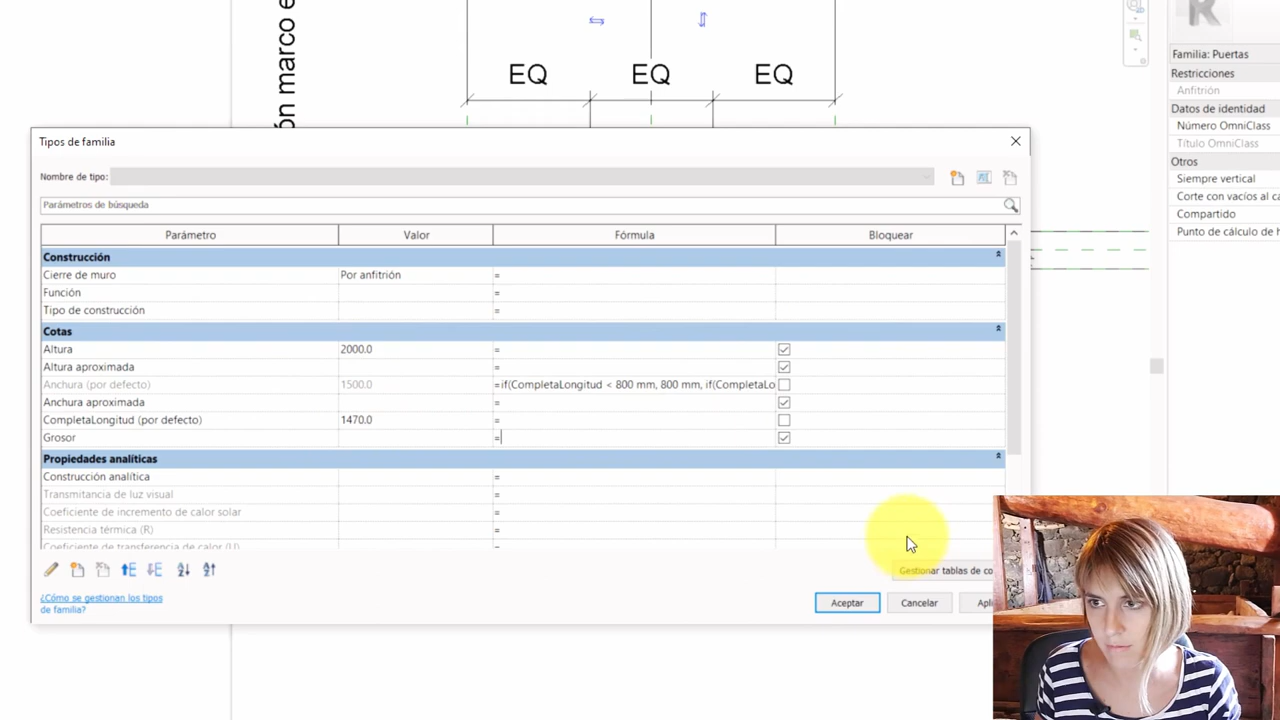 ón marco e
EQ EQ EQ
R
Familia: Puertas
Restricciones
Anfitrión
Datos de identidad
Número OmniClass
Título OmniClass
Otros
Siempre vertical
Corte con vacíos al ca
Compartido
Punto de cálculo de h
Tipos de familia
Nombre de tipo:
Parámetros de búsqueda
Parámetro Valor Fórmula Bloquear
Construcción
Cierre de muro Por anfitrión =
Función =
Tipo de construcción =
Cotas
Altura 2000.0 =
Altura aproximada =
Anchura (por defecto) 1500.0 =if(CompletaLongitud < 800 mm, 800 mm, if(CompletaLo
Anchura aproximada =
CompletaLongitud (por defecto) 1470.0 =
Grosor =
Propiedades analíticas
Construcción analítica =
Transmitancia de luz visual =
Coeficiente de incremento de calor solar =
Resistencia térmica (R) =
Coeficiente de transferencia de calor (U) =
Gestionar tablas de co
¿Cómo se gestionan los tipos
de familia?
Aceptar Cancelar Apli